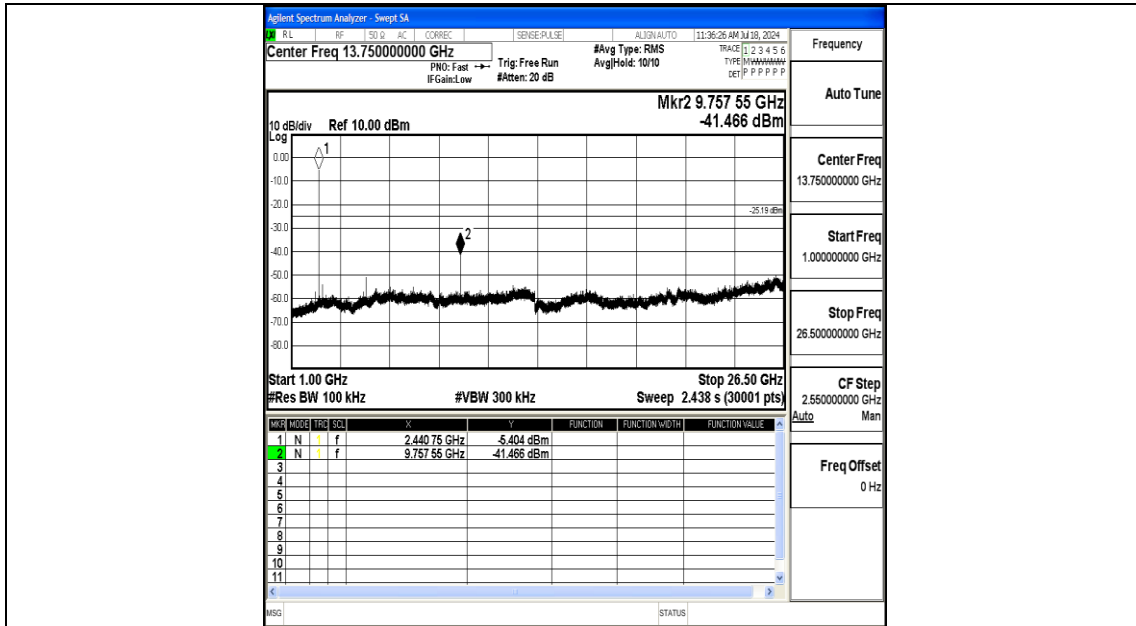 Agilent Spectrum Analyzer - Swept SA
RL RF 50 Ω AC CORREC SENSE:PULSE ALIGNAUTO 11:36:26 AM Jul 18, 2024
Center Freq 13.750000000 GHz
PNO: Fast
IFGain:Low
Trig: Free Run
#Atten: 20 dB
#Avg Type: RMS
Avg|Hold: 10/10
TRACE 1 2 3 4 5 6
TYPE
DET P P P P P P
Mkr2 9.757 55 GHz
-41.466 dBm
10 dB/div Ref 10.00 dBm
Log
1
0.00
-10.0
-20.0
-25.19 dBm
-30.0
2
-40.0
-50.0
-60.0
-70.0
-80.0
Start 1.00 GHz Stop 26.50 GHz
#Res BW 100 kHz #VBW 300 kHz Sweep 2.438 s (30001 pts)
MKR MODE TRC SCL X Y FUNCTION FUNCTION WIDTH FUNCTION VALUE
1 N 1 f 2.440 75 GHz -5.404 dBm
2 N 1 f 9.757 55 GHz -41.466 dBm
3
4
5
6
7
8
9
10
11
MSG STATUS
Frequency
Auto Tune
Center Freq
13.750000000 GHz
Start Freq
1.000000000 GHz
Stop Freq
26.500000000 GHz
CF Step
2.550000000 GHz
Auto Man
Freq Offset
0 Hz